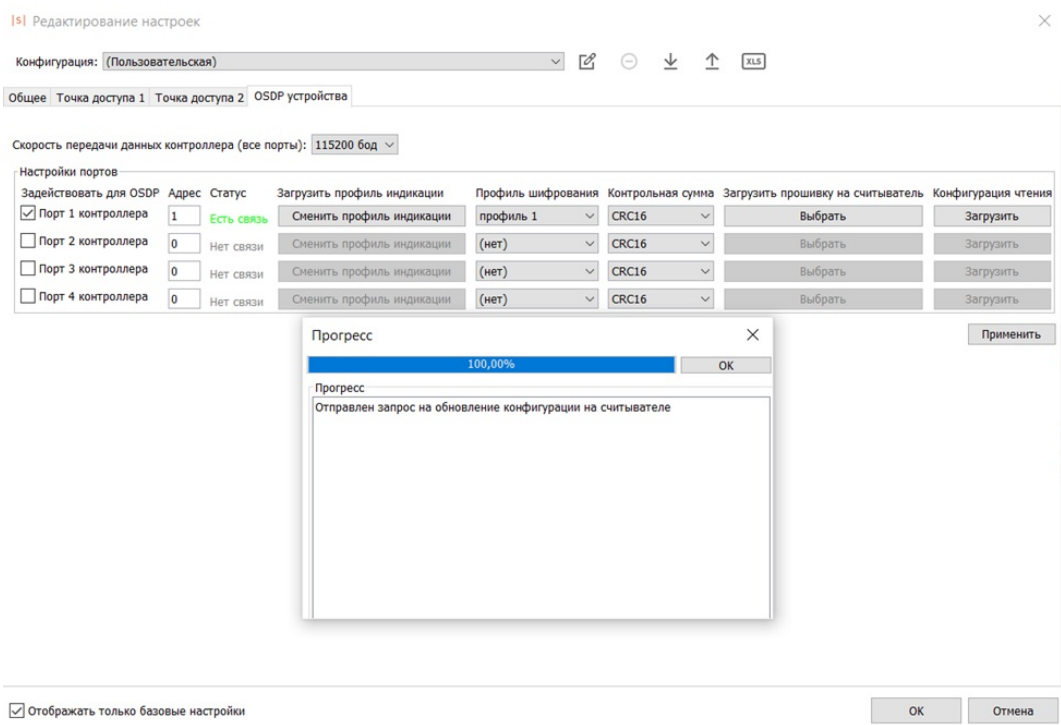 |s| Редактирование настроек
Конфигурация: (Пользовательская) XLS
Общее Точка доступа 1 Точка доступа 2 OSDP устройства
Скорость передачи данных контроллера (все порты): 115200 бод
Настройки портов
Задействовать для OSDP Адрес Статус Загрузить профиль индикации Профиль шифрования Контрольная сумма Загрузить прошивку на считыватель Конфигурация чтения
Порт 1 контроллера 1 Есть связь Сменить профиль индикации профиль 1 CRC16 Выбрать Загрузить
Порт 2 контроллера 0 Нет связи Сменить профиль индикации (нет) CRC16 Выбрать Загрузить
Порт 3 контроллера 0 Нет связи Сменить профиль индикации (нет) CRC16 Выбрать Загрузить
Порт 4 контроллера 0 Нет связи Сменить профиль индикации (нет) CRC16 Выбрать Загрузить
Применить
Прогресс
100,00% OK
Прогресс
Отправлен запрос на обновление конфигурации на считывателе
Отображать только базовые настройки OK Отмена